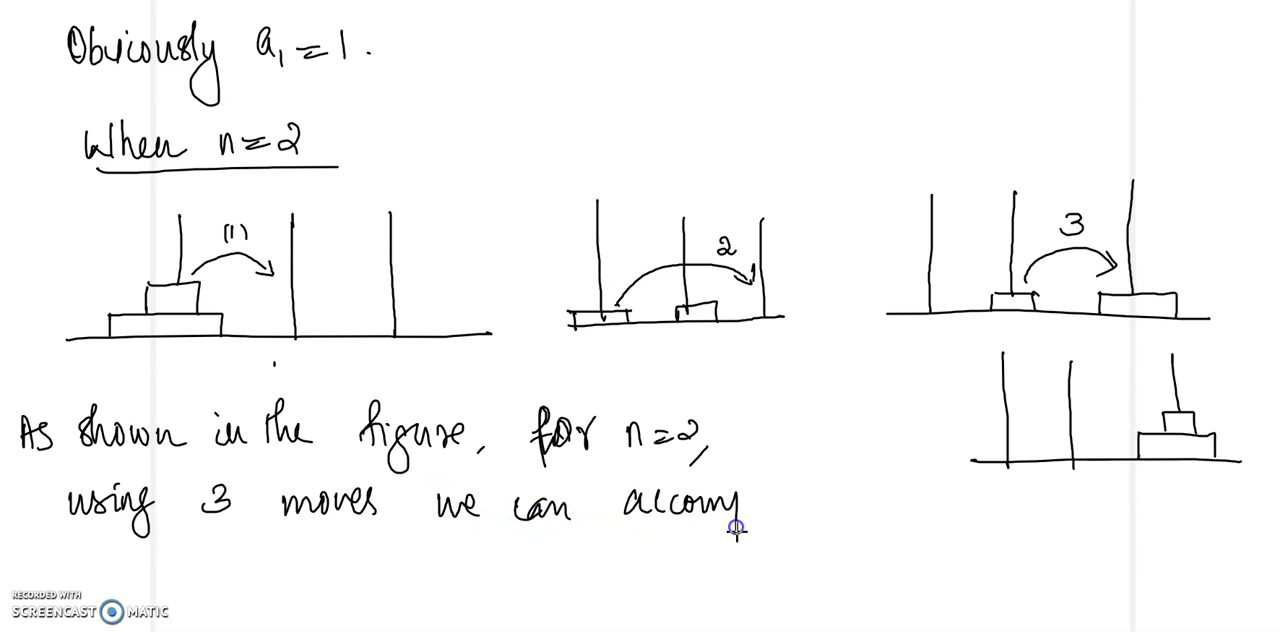 Obviously a₁ = 1.
When n = 2
(1)
2
3
As shown in the figure, for n = 2,
using 3 moves we can accomp
RECORDED WITH
SCREENCAST MATIC